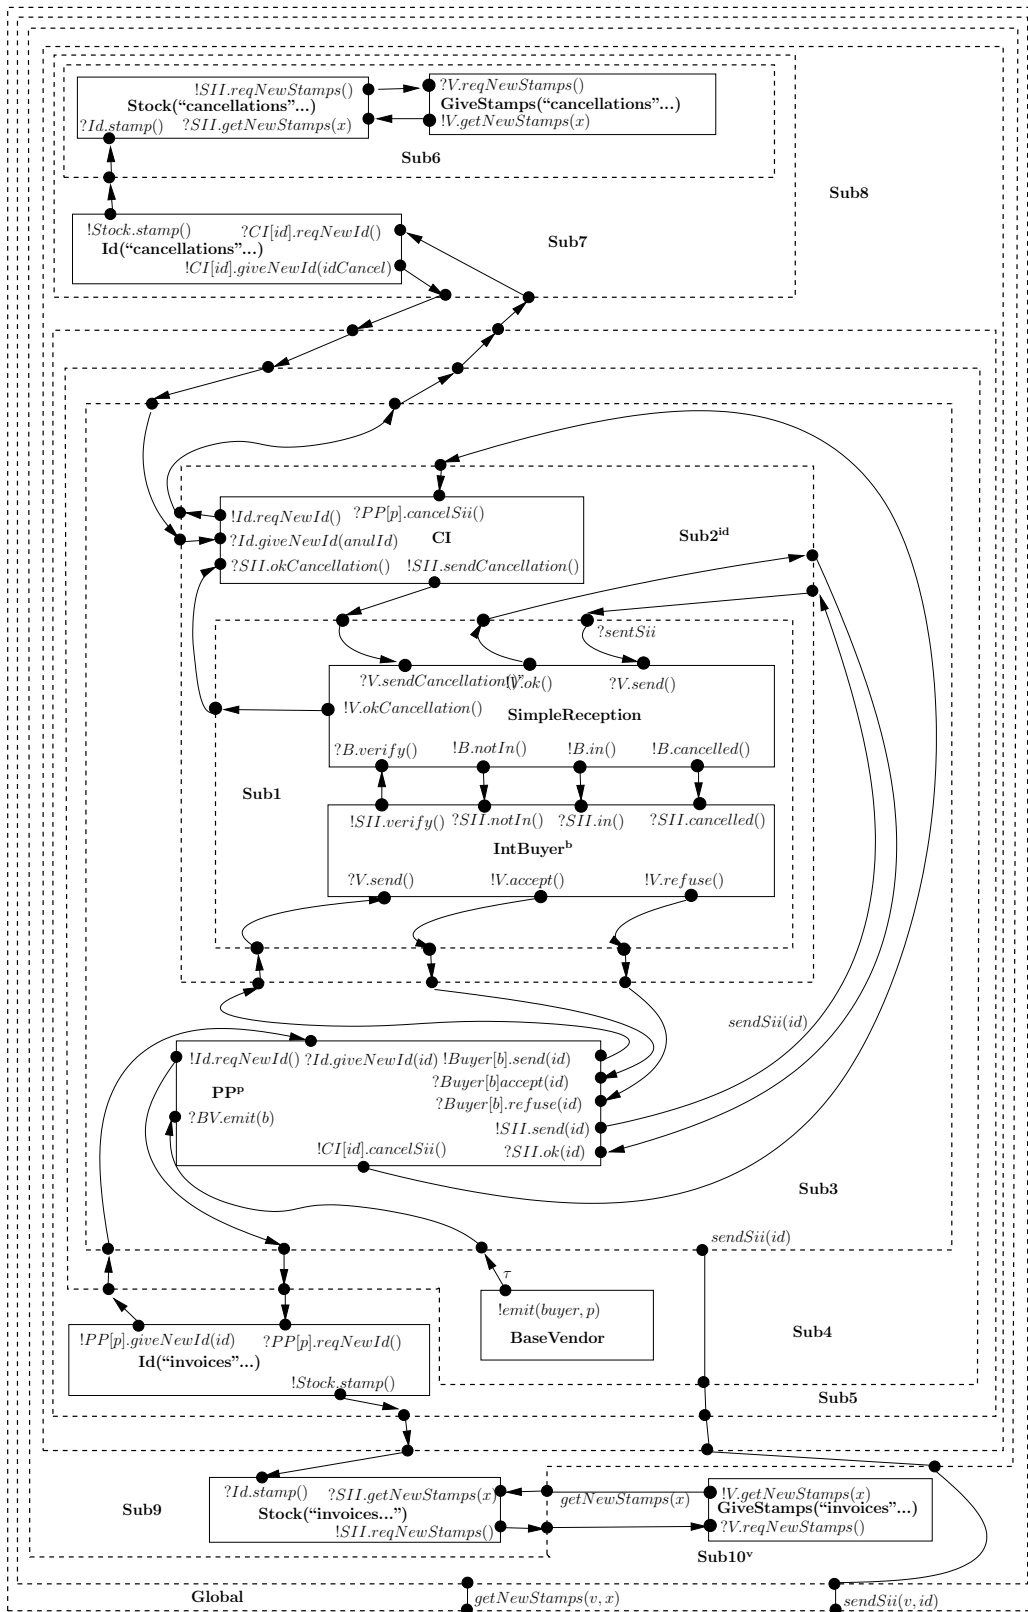 !SII.reqNewStamps()
Stock(“cancellations”...)
?Id.stamp() ?SII.getNewStamps(x)
?V.reqNewStamps()
GiveStamps(“cancellations”...)
!V.getNewStamps(x)
Sub6
Sub8
!Stock.stamp() ?CI[id].reqNewId()
Id(“cancellations”...)
!CI[id].giveNewId(idCancel)
Sub7
!Id.reqNewId() ?PP[p].cancelSii()
?Id.giveNewId(anulId) CI
?SII.okCancellation() !SII.sendCancellation()
Sub2id
?sentSii
?V.sendCancellation()” !V.ok() ?V.send()
!V.okCancellation()
SimpleReception
?B.verify() !B.notIn() !B.in() !B.cancelled()
Sub1
!SII.verify() ?SII.notIn() ?SII.in() ?SII.cancelled()
IntBuyerb
?V.send() !V.accept() !V.refuse()
sendSii(id)
!Id.reqNewId() ?Id.giveNewId(id) !Buyer[b].send(id)
?Buyer[b]accept(id)
PPp
?Buyer[b].refuse(id)
?BV.emit(b)
!SII.send(id)
!CI[id].cancelSii() ?SII.ok(id)
Sub3
sendSii(id)
τ
!emit(buyer, p)
BaseVendor
Sub4
!PP[p].giveNewId(id) ?PP[p].reqNewId()
Id(“invoices”...)
!Stock.stamp()
Sub5
Sub9
?Id.stamp() ?SII.getNewStamps(x)
Stock(“invoices...”)
!SII.reqNewStamps()
getNewStamps(x)
!V.getNewStamps(x)
GiveStamps(“invoices”...)
?V.reqNewStamps()
Sub10v
Global
getNewStamps(v, x)
sendSii(v, id)